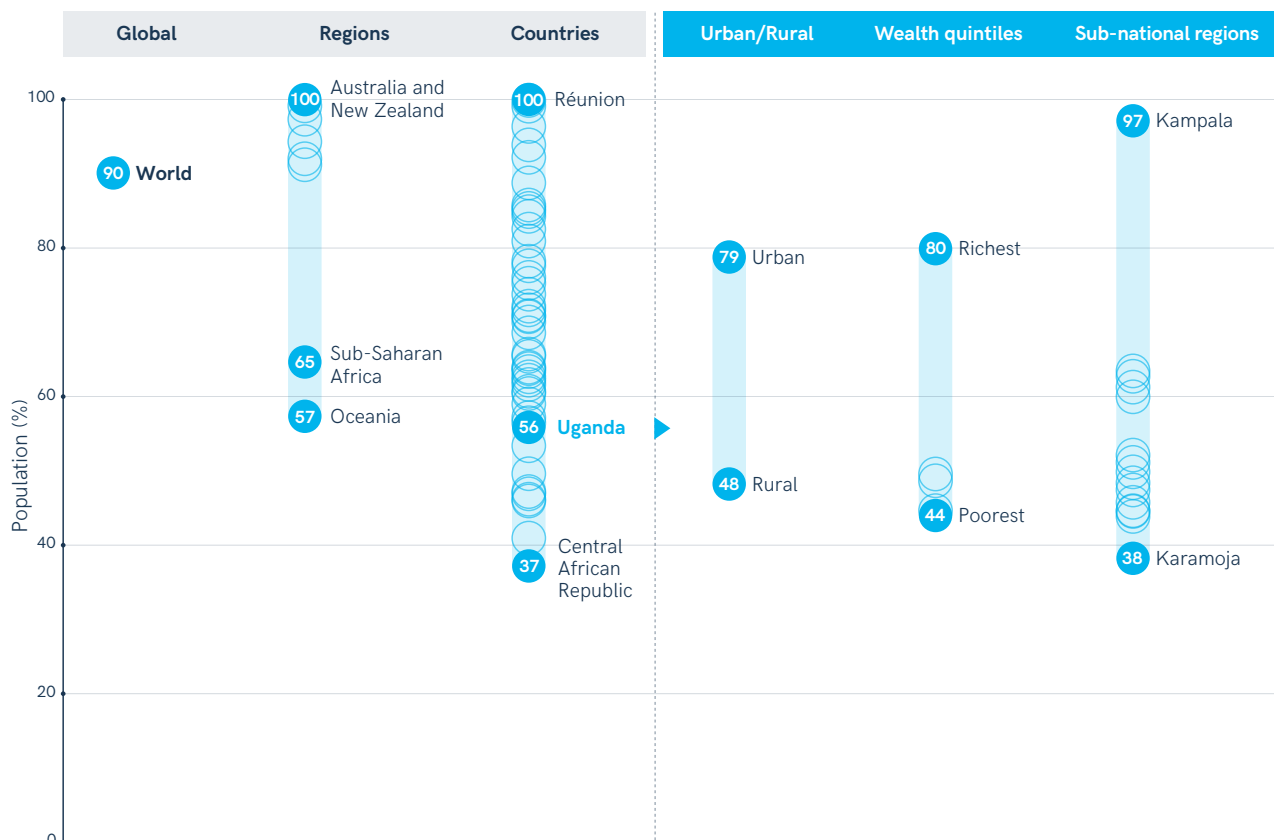 Global Regions Countries Urban/Rural Wealth quintiles Sub-national regions
100
80
60
40
20
0
Population (%)
90 World
100 Australia and
New Zealand
65 Sub-Saharan
Africa
57 Oceania
100 Réunion
56 Uganda
37 Central
African
Republic
79 Urban
48 Rural
80 Richest
44 Poorest
97 Kampala
38 Karamoja